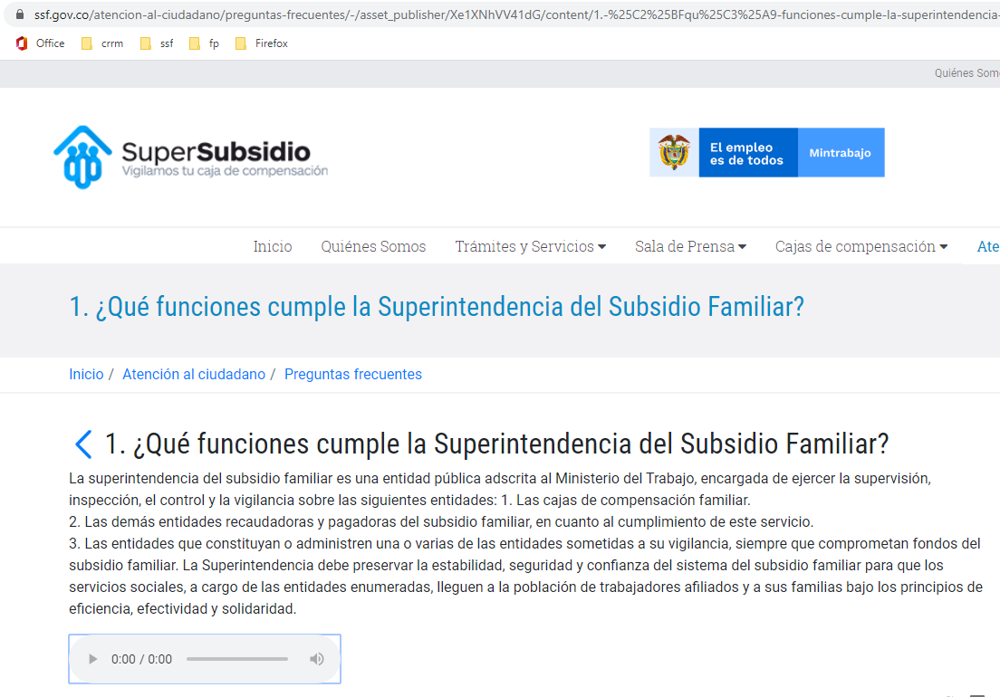 ssf.gov.co/atencion-al-ciudadano/preguntas-frecuentes/-/asset_publisher/Xe1XNhVV41dG/content/1.-%25C2%25BFqu%25C3%25A9-funciones-cumple-la-superintendencia-
Office crrm ssf fp Firefox
Quiénes Som
SuperSubsidio
Vigilamos tu caja de compensación
El empleo
es de todos
Mintrabajo
Inicio Quiénes Somos Trámites y Servicios Sala de Prensa Cajas de compensación Ate
1. ¿Qué funciones cumple la Superintendencia del Subsidio Familiar?
Inicio / Atención al ciudadano / Preguntas frecuentes
1. ¿Qué funciones cumple la Superintendencia del Subsidio Familiar?
La superintendencia del subsidio familiar es una entidad pública adscrita al Ministerio del Trabajo, encargada de ejercer la supervisión,
inspección, el control y la vigilancia sobre las siguientes entidades: 1. Las cajas de compensación familiar.
2. Las demás entidades recaudadoras y pagadoras del subsidio familiar, en cuanto al cumplimiento de este servicio.
3. Las entidades que constituyan o administren una o varias de las entidades sometidas a su vigilancia, siempre que comprometan fondos del
subsidio familiar. La Superintendencia debe preservar la estabilidad, seguridad y confianza del sistema del subsidio familiar para que los
servicios sociales, a cargo de las entidades enumeradas, lleguen a la población de trabajadores afiliados y a sus familias bajo los principios de
eficiencia, efectividad y solidaridad.
0:00 / 0:00